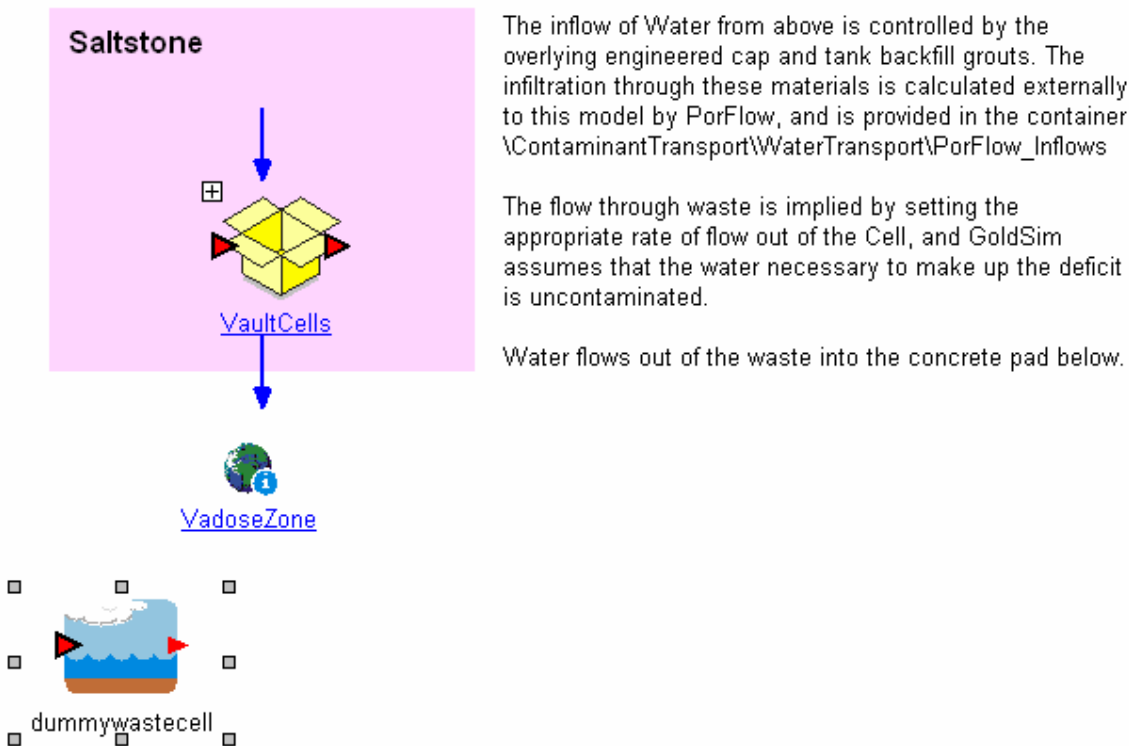 Saltstone
The inflow of Water from above is controlled by the
overlying engineered cap and tank backfill grouts. The
infiltration through these materials is calculated externally
to this model by PorFlow, and is provided in the container
\ContaminantTransport\WaterTransport\PorFlow_Inflows
The flow through waste is implied by setting the
appropriate rate of flow out of the Cell, and GoldSim
assumes that the water necessary to make up the deficit
is uncontaminated.
Water flows out of the waste into the concrete pad below.
VaultCells
VadoseZone
dummywastecell